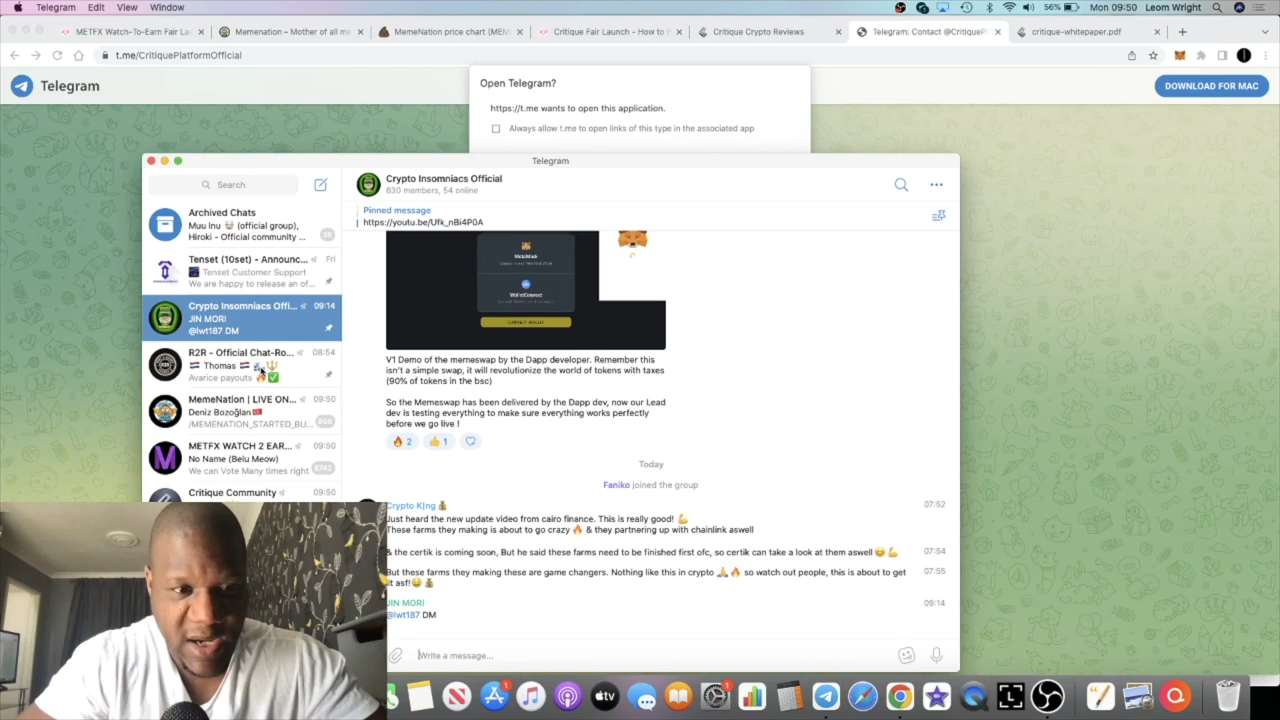 Telegram Edit View Window
56% Mon 09:50 Leom Wright
METFX Watch-To-Earn Fair La
Memenation – Mother of all me
MemeNation price chart (MEM
Critique Fair Launch - How to
Critique Crypto Reviews
Telegram: Contact @CritiqueP
critique-whitepaper.pdf
t.me/CritiquePlatformOfficial
Telegram
DOWNLOAD FOR MAC
Open Telegram?
https://t.me wants to open this application.
Always allow t.me to open links of this type in the associated app
Telegram
Search
Archived Chats
Muu Inu (official group),
Hiroki - Official community ...
Tenset (10set) - Announc... Fri
Tenset Customer Support
We are happy to release an of...
Crypto Insomniacs Offi... 09:14
JIN MORI
@lwt187 DM
R2R - Official Chat-Ro... 08:54
Thomas
Avarice payouts 🔥✅
MemeNation | LIVE ON... 09:50
Deniz Bozoğlan
/MEMENATION_STARTED_BU...
METFX WATCH 2 EAR... 09:50
No Name (Belu Meow)
We can Vote Many times right
Critique Community 09:50
Crypto Insomniacs Official
630 members, 54 online
Pinned message
https://youtu.be/Ufk_nBi4P0A
MetaMask
WalletConnect
V1 Demo of the memeswap by the Dapp developer. Remember this
isn't a simple swap, it will revolutionize the world of tokens with taxes
(90% of tokens in the bsc)
So the Memeswap has been delivered by the Dapp dev, now our Lead
dev is testing everything to make sure everything works perfectly
before we go live !
🔥 2 👍 1
Today
Faniko joined the group
Crypto K|ng 💰 07:52
Just heard the new update video from cairo finance. This is really good! 💪
These farms they making is about to go crazy 🔥 & they partnering up with chainlink aswell
& the certik is coming soon, But he said these farms need to be finished first ofc, so certik can take a look at them aswell 😄 💪 07:54
But these farms they making these are game changers. Nothing like this in crypto 🙏 🔥 so watch out people, this is about to get 07:55
lit asf!😉💰
JIN MORI 09:14
@lwt187 DM
Write a message...